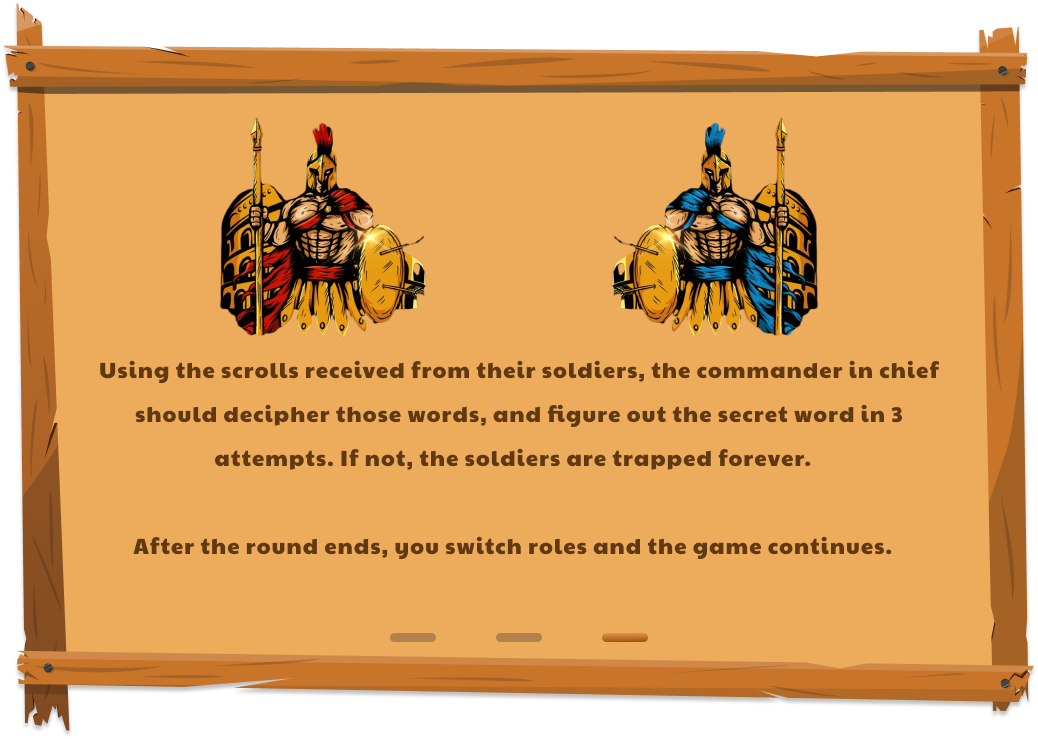 Using the scrolls received from their soldiers, the commander in chief
should decipher those words, and figure out the secret word in 3
attempts. If not, the soldiers are trapped forever.
After the round ends, you switch roles and the game continues.